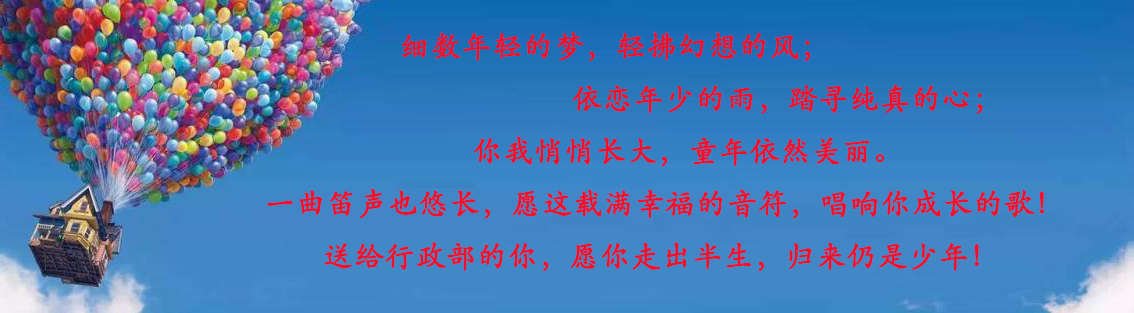 细数年轻的梦，轻拂幻想的风；
依恋年少的雨，踏寻纯真的心；
你我悄悄长大，童年依然美丽。
一曲笛声也悠长，愿这载满幸福的音符，唱响你成长的歌！
送给行政部的你，愿你走出半生，归来仍是少年！